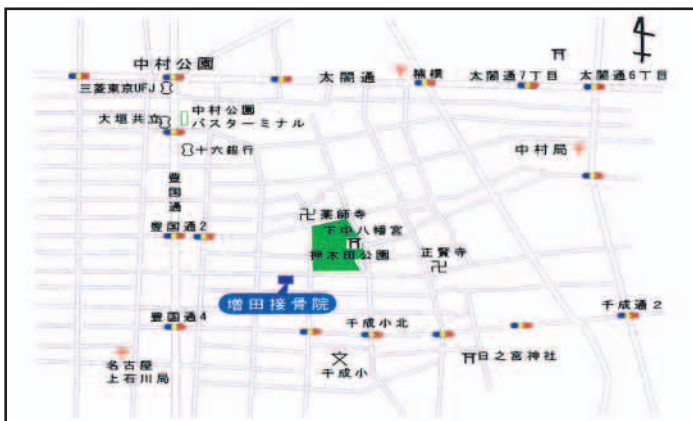 中村公園
太閤通
楠橋
太閤通7丁目
太閤通6丁目
三菱東京UFJ
大垣共立
中村公園
バスターミナル
十六銀行
中村局
豊国通
薬師寺
下中八幡宮
押木田公園
正賢寺
豊国通2
増田接骨院
千成通2
豊国通4
千成小北
名古屋
上石川局
千成小
日之宮神社